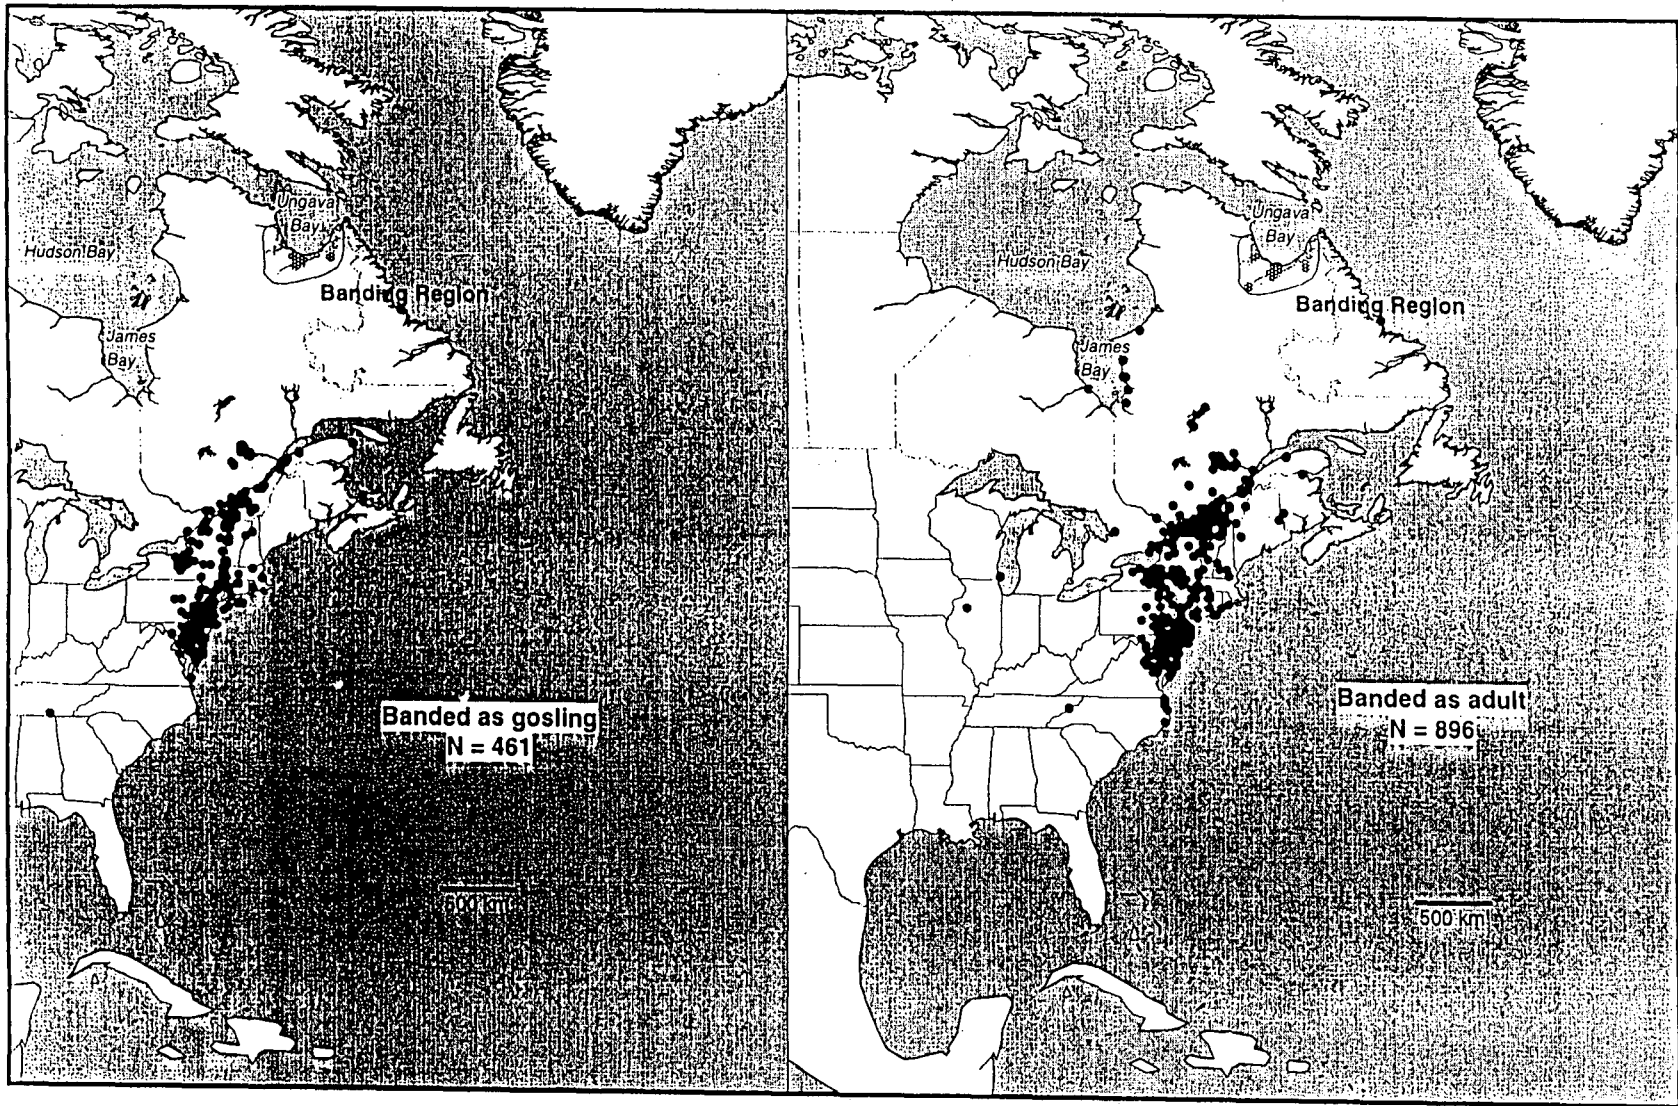 Ungava
Bay
Hudson Bay
Banding Region
James
Bay
Banded as gosling
N = 461
500 km
Ungava
Bay
Hudson Bay
Banding Region
James
Bay
Banded as adult
N = 896
500 km